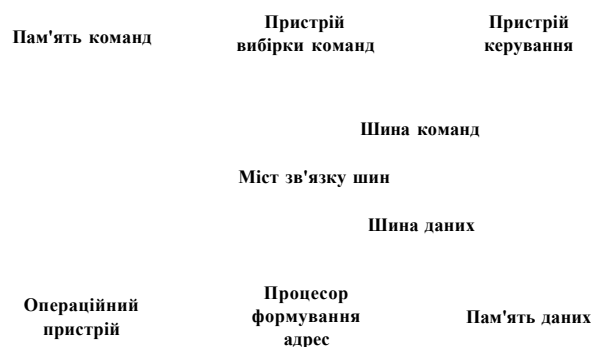 Пам'ять команд
Пристрій
вибірки команд
Пристрій
керування
Шина команд
Міст зв'язку шин
Шина даних
Операційний
пристрій
Процесор
формування
адрес
Пам'ять даних